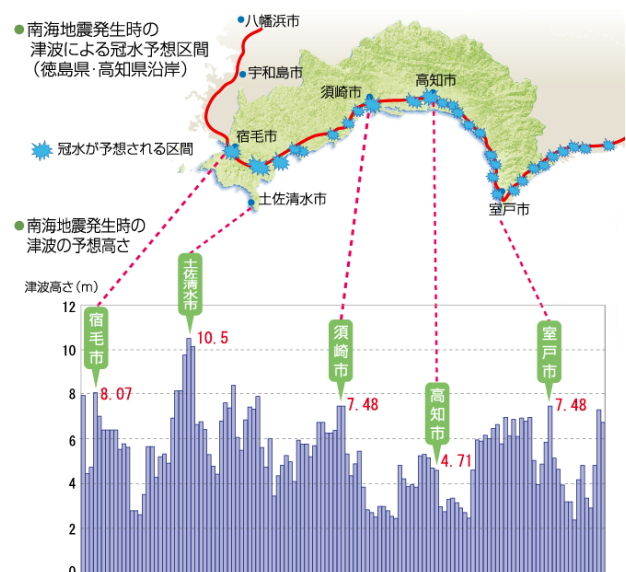 ●南海地震発生時の
津波による冠水予想区間
（徳島県･高知県沿岸）
八幡浜市
宇和島市
須崎市
高知市
宿毛市
冠水が予想される区間
土佐清水市
室戸市
●南海地震発生時の
津波の予想高さ
津波高さ（m）
12
10
8
6
4
2
0
宿毛市
8.07
土佐清水市
10.5
須崎市
7.48
高知市
4.71
室戸市
7.48